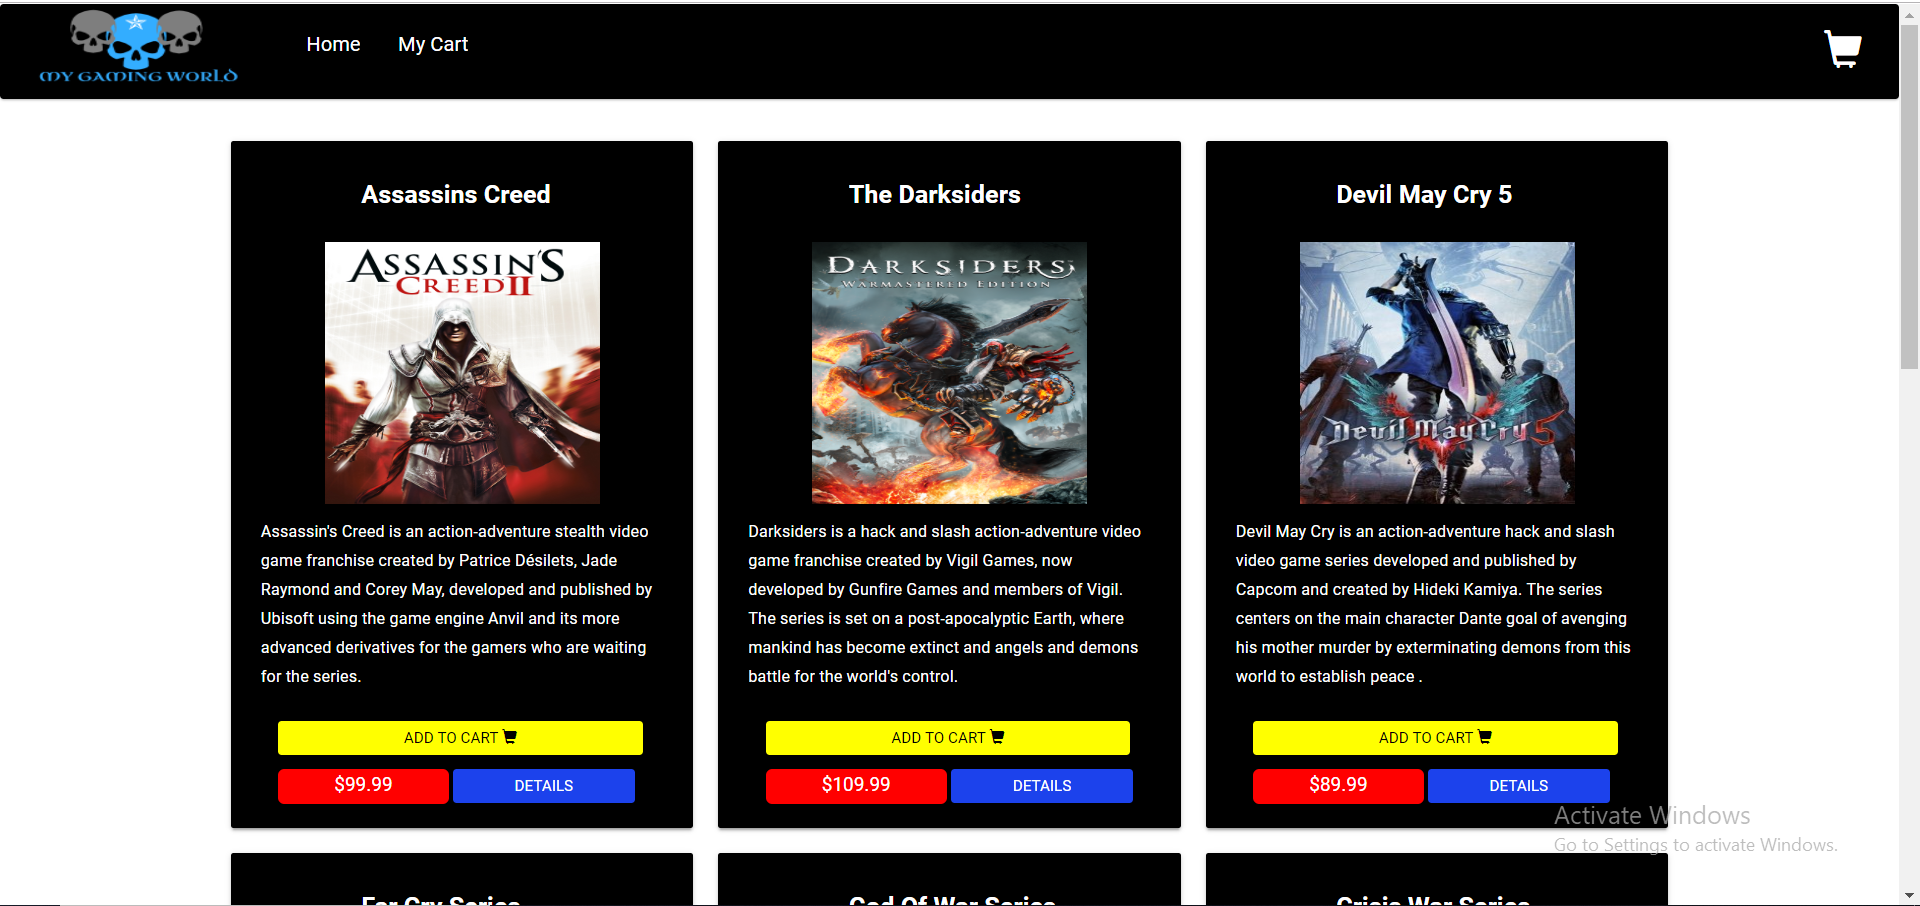 MY GAMING WORLD
Home
My Cart
Assassins Creed
ASSASSIN'S
CREED II
Assassin's Creed is an action-adventure stealth video
game franchise created by Patrice Désilets, Jade
Raymond and Corey May, developed and published by
Ubisoft using the game engine Anvil and its more
advanced derivatives for the gamers who are waiting
for the series.
ADD TO CART
$99.99
DETAILS
The Darksiders
DARKSIDERS
WARMASTERED EDITION
Darksiders is a hack and slash action-adventure video
game franchise created by Vigil Games, now
developed by Gunfire Games and members of Vigil.
The series is set on a post-apocalyptic Earth, where
mankind has become extinct and angels and demons
battle for the world's control.
ADD TO CART
$109.99
DETAILS
Devil May Cry 5
Devil May Cry 5
Devil May Cry is an action-adventure hack and slash
video game series developed and published by
Capcom and created by Hideki Kamiya. The series
centers on the main character Dante goal of avenging
his mother murder by exterminating demons from this
world to establish peace .
ADD TO CART
$89.99
DETAILS
Activate Windows
Go to Settings to activate Windows.
Far Cry Series
God Of War Series
Crisis War Series